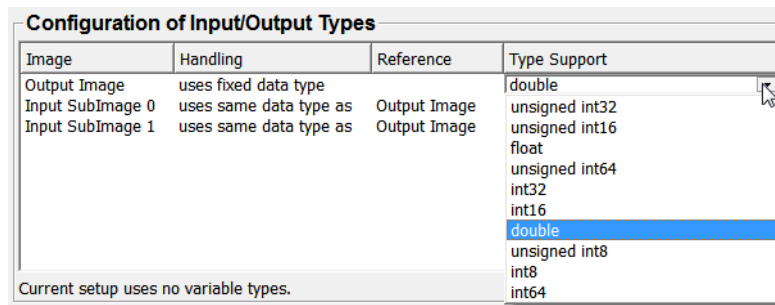 Configuration of Input/Output Types
Image Handling Reference Type Support
Output Image uses fixed data type double
Input SubImage 0 uses same data type as Output Image unsigned int32
Input SubImage 1 uses same data type as Output Image unsigned int16
float
unsigned int64
int32
int16
double
unsigned int8
int8
Current setup uses no variable types. int64